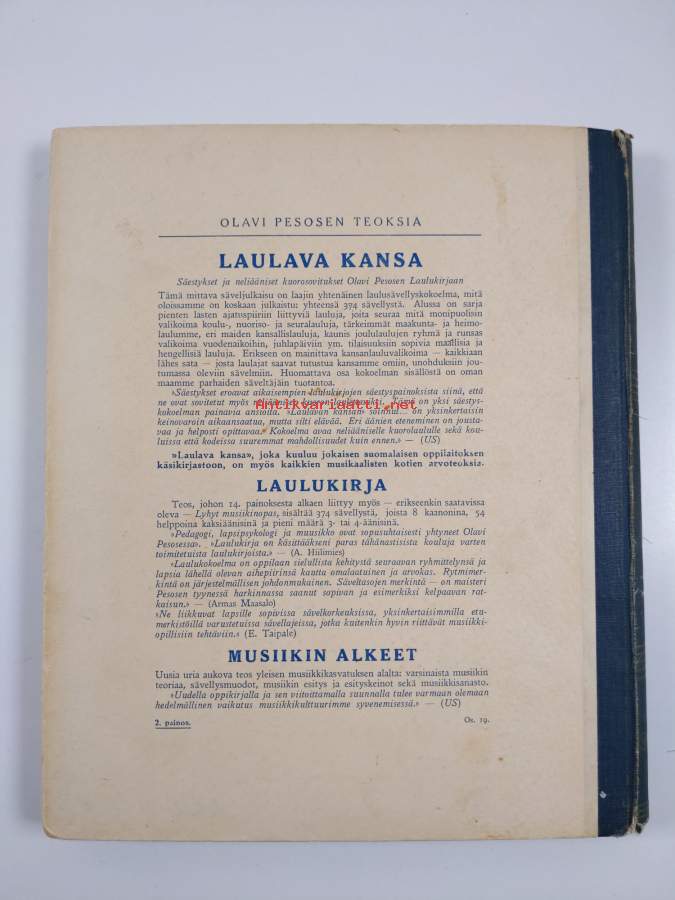 OLAVI PESOSEN TEOKSIA
LAULAVA KANSA
Säestykset ja neliääniset kuorosovitukset Olavi Pesosen Laulukirjaan
Tämä mittava säveljulkaisu on laajin yhtenäinen laulusävellyskokoelma, mitä
oloissamme on koskaan julkaistu: yhteensä 374 sävellystä. Alussa on sarja
pienten lasten ajatuspiiriin liittyviä lauluja, joita seuraa mitä monipuolisin
valikoima koulu-, nuoriso- ja seuralauluja, tärkeimmät maakunta- ja heimo-
laulumme, eri maiden kansallislauluja, kaunis joululaulujen ryhmä ja runsas
valikoima vuodenaikoihin, juhlapäiviin ym. tilaisuuksiin sopivia maallisia ja
hengellisiä lauluja. Erikseen on mainittava kansanlauluvalikoima — kaikkiaan
lähes sata — josta laulajat saavat tutustua kansamme omiin, unohduksiin jou-
tumassa oleviin sävelmiin. Huomattava osa kokoelman sisällöstä on oman
maamme parhaiden säveltäjäin tuotantoa.
»Säestykset eroavat aikaisempien laulukirjojen säestyspainoksista siinä, että
ne ovat sovitetut myös neliäänisen kuoron lauluttaviksi. Tämä on yksi säestys-
kokoelman painavia ansioita. »Laulavan kansan» soinnut ... on yksinkertaisin
keinovaroin aikaansaatua, mutta silti elävää. Eri äänien eteneminen on jousta-
vaa ja helposti opittavaa. Kokoelma avaa neliääniselle kuorolaululle sekä kou-
luissa että kodeissa suuremmat mahdollisuudet kuin ennen.» — (US)
»Laulava kansa», joka kuuluu jokaisen suomalaisen oppilaitoksen
käsikirjastoon, on myös kaikkien musikaalisten kotien arvoteoksia.
Antikvariaatti.net
LAULUKIRJA
Teos, johon 14. painoksesta alkaen liittyy myös — erikseenkin saatavissa
oleva — Lyhyt musiikinopas, sisältää 374 sävellystä, joista 8 kaanonina, 54
helppoina kaksiäänisinä ja pieni määrä 3- tai 4-äänisinä.
»Pedagogi, lapsipsykologi ja muusikko ovat sopusuhtaisesti yhtyneet Olavi
Pesosessa». »Laulukirja on käsittääkseni paras tähänastisista kouluja varten
toimitetuista laulukirjoista.» — (A. Hiilimies)
»Laulukokoelma on oppilaan sielullista kehitystä seuraavan ryhmittelynsä ja
lapsia lähellä olevan aihepiirinsä kautta omalaatuinen ja arvokas. Rytmimer-
kintä on järjestelmällisen johdonmukainen. Säveltasojen merkintä — on maisteri
Pesosen tyynessä harkinnassa saanut sopivan ja esimerkiksi kelpaavan rat-
kaisun.» — (Armas Maasalo)
»Ne liikkuvat lapsille sopivissa sävelkorkeuksissa, yksinkertaisimmilla etu-
merkistöillä varustetuissa sävellajeissa, jotka kuitenkin hyvin riittävät musiikki-
opillisiin tehtäviin.» (E. Taipale)
MUSIIKIN ALKEET
Uusia uria aukova teos yleisen musiikkikasvatuksen alalta: varsinaista musiikin
teoriaa, sävellysmuodot, musiikin esitys ja esityskeinot sekä musiikkisanasto.
»Uudella oppikirjalla ja sen viitoittamalla suunnalla tulee varmaan olemaan
hedelmällinen vaikutus musiikkikulttuurimme syvenemisessä.» — (US)
2. painos. Os. 19.